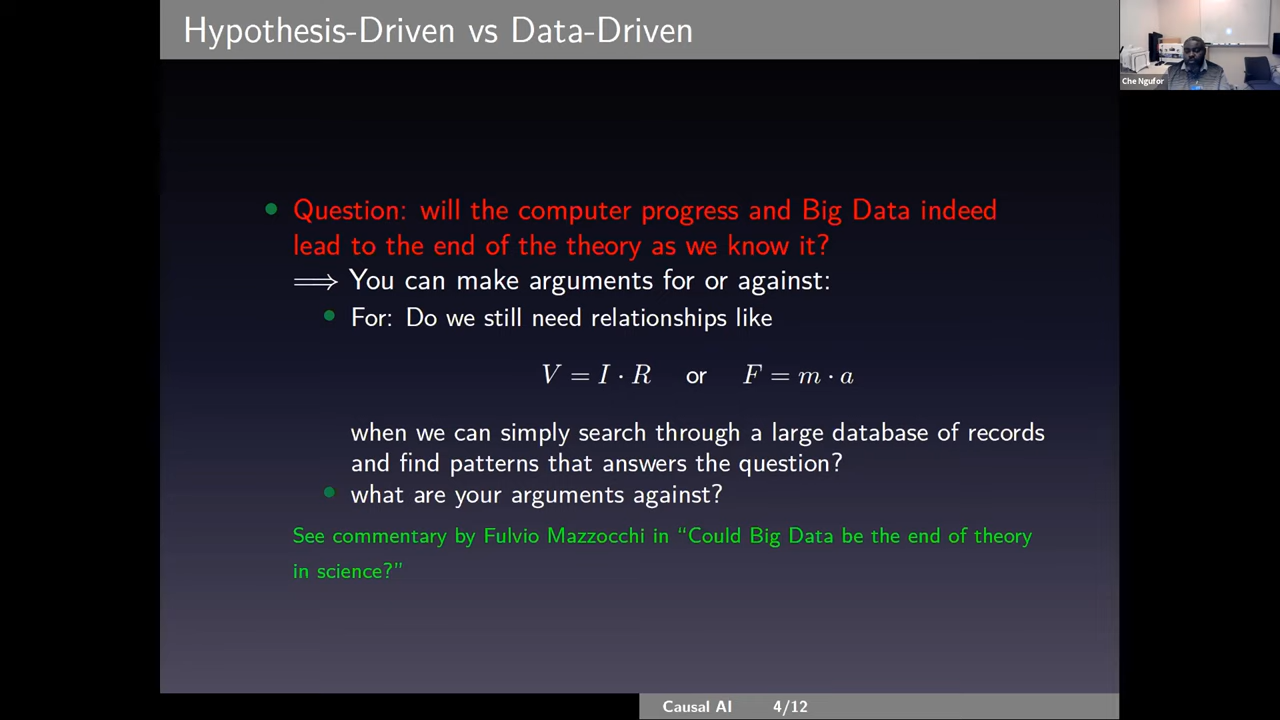 Hypothesis-Driven vs Data-Driven
Che Ngufor
Question: will the computer progress and Big Data indeed
lead to the end of the theory as we know it?
⟹ You can make arguments for or against:
For: Do we still need relationships like
V = I · R or F = m · a
when we can simply search through a large database of records
and find patterns that answers the question?
what are your arguments against?
See commentary by Fulvio Mazzocchi in “Could Big Data be the end of theory
in science?”
Causal AI 4/12